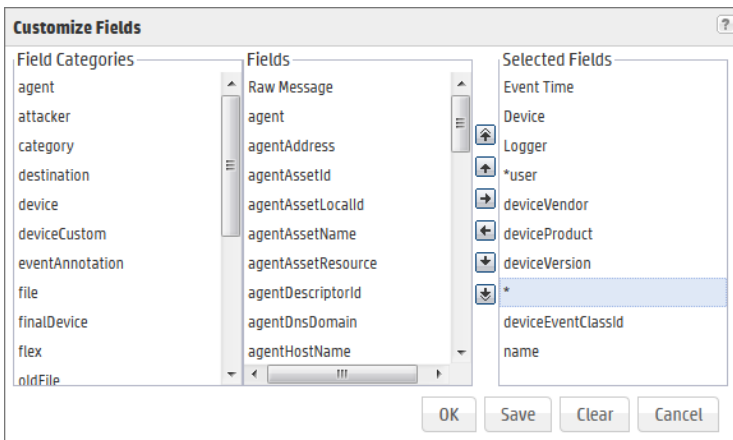 Customize Fields
?
Field Categories
agent
attacker
category
destination
device
deviceCustom
eventAnnotation
file
finalDevice
flex
oldFile
Fields
Raw Message
agent
agentAddress
agentAssetId
agentAssetLocalId
agentAssetName
agentAssetResource
agentDescriptorId
agentDnsDomain
agentHostName
Selected Fields
Event Time
Device
Logger
*user
deviceVendor
deviceProduct
deviceVersion
*
deviceEventClassId
name
OK
Save
Clear
Cancel